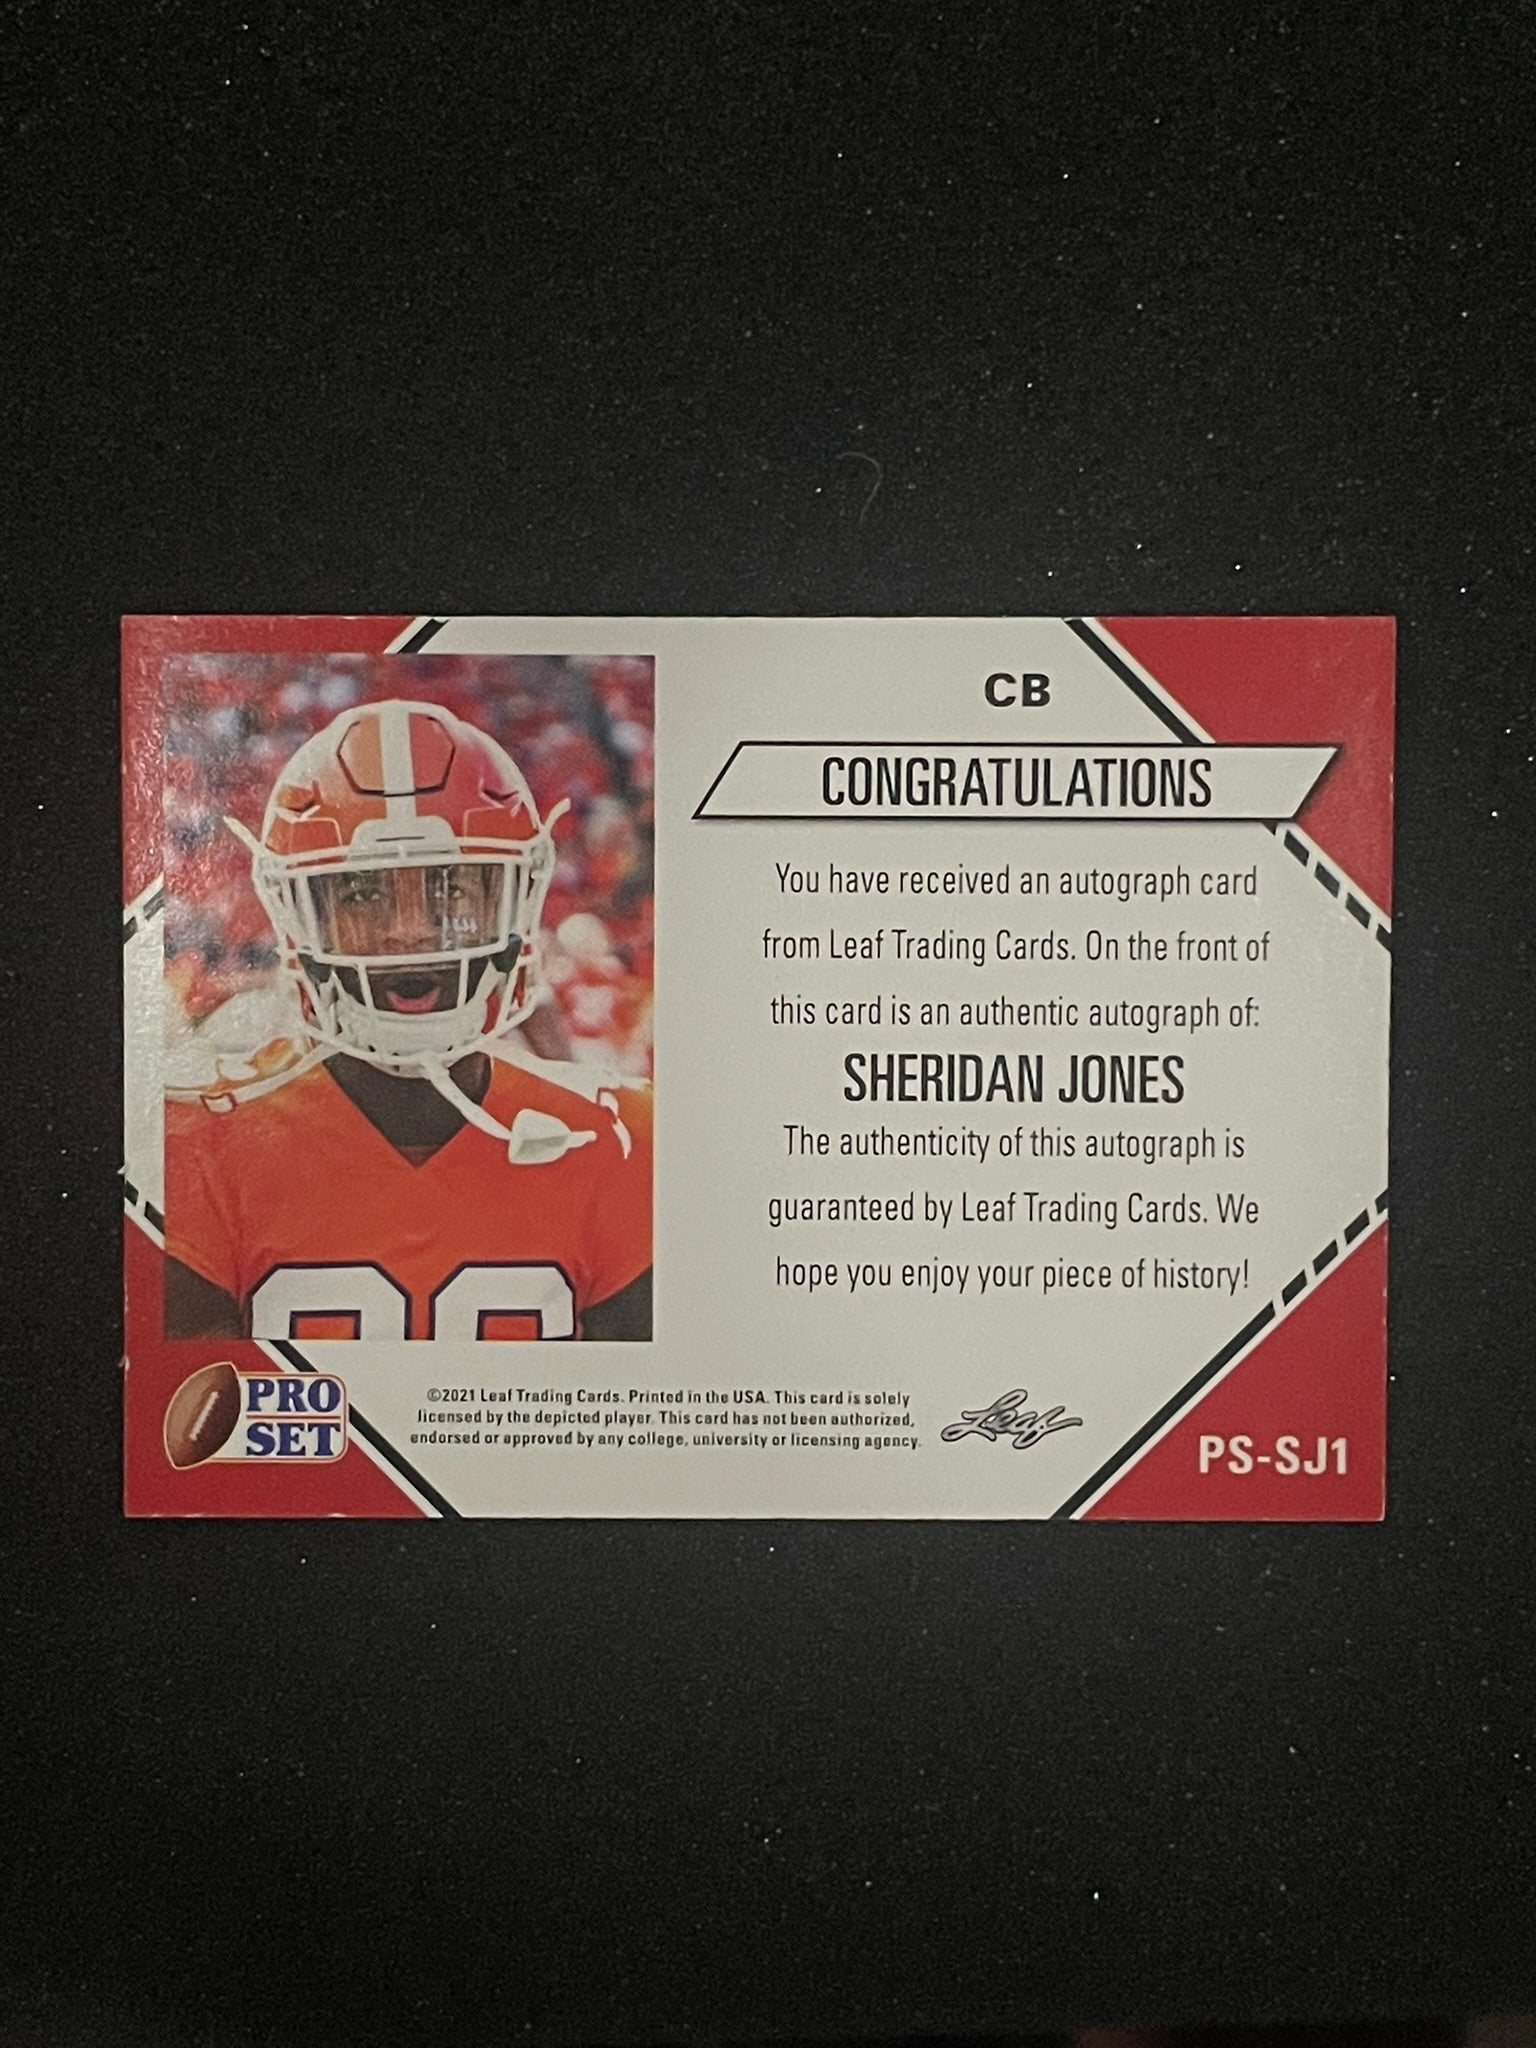 CB
CONGRATULATIONS
You have received an autograph card
from Leaf Trading Cards. On the front of
this card is an authentic autograph of:
SHERIDAN JONES
The authenticity of this autograph is
guaranteed by Leaf Trading Cards. We
hope you enjoy your piece of history!
PRO
SET
©2021 Leaf Trading Cards. Printed in the USA. This card is solely
licensed by the depicted player. This card has not been authorized,
endorsed or approved by any college, university or licensing agency.
Leaf
PS-SJ1